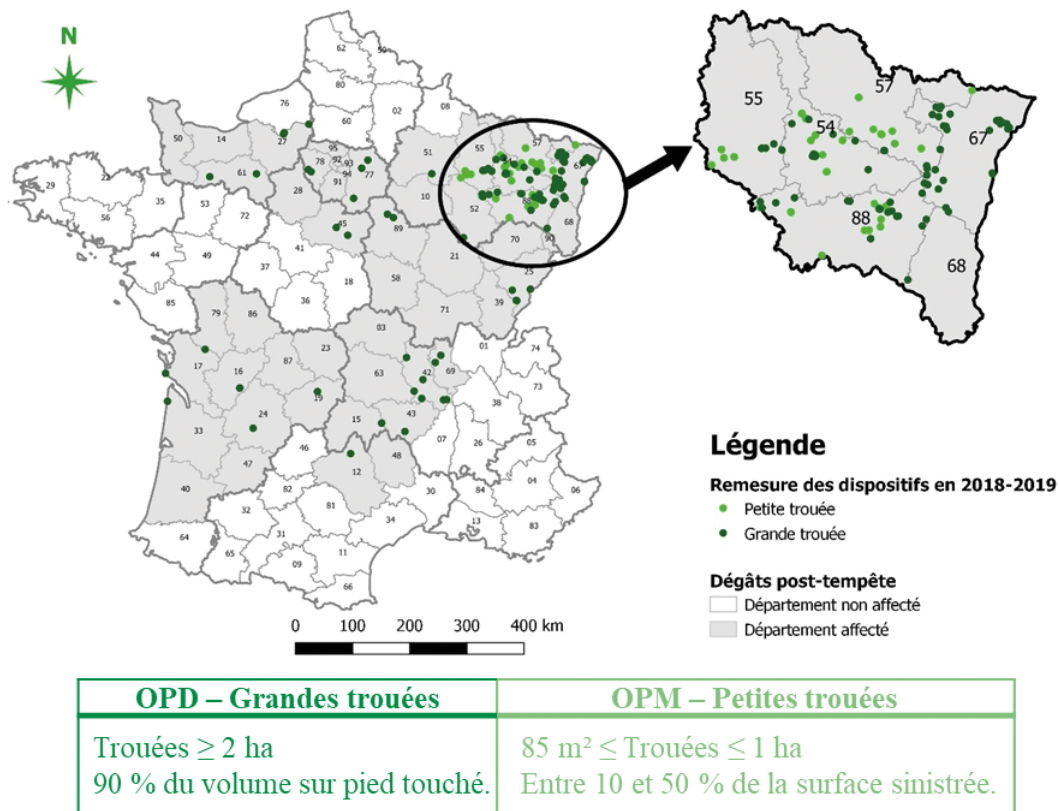 N
62 59
80
76 02 08
60
50 14 27 95 51 55 57
78 92 93 77 54 67
61 94
91
29 22 28 10 88
35 53 45 52 68
56 72 89
41 70 90
44 49 21 25
37 18 58
85 36 39
71
79 86 03
23 01 74
17 87 42 69
16 63 73
19 38
24 15 43
33 07 26 05
46 48
47 12
40 82 04
30 84 06
32 81
34 13 83
64 31
65 11
09
66
57
55
54 67
88
68
0 100 200 300 400 km
Légende
Remesure des dispositifs en 2018-2019
Petite trouée
Grande trouée
Dégâts post-tempête
Département non affecté
Département affecté
OPD – Grandes trouées OPM – Petites trouées
Trouées ≥ 2 ha 85 m² ≤ Trouées ≤ 1 ha
90 % du volume sur pied touché. Entre 10 et 50 % de la surface sinistrée.